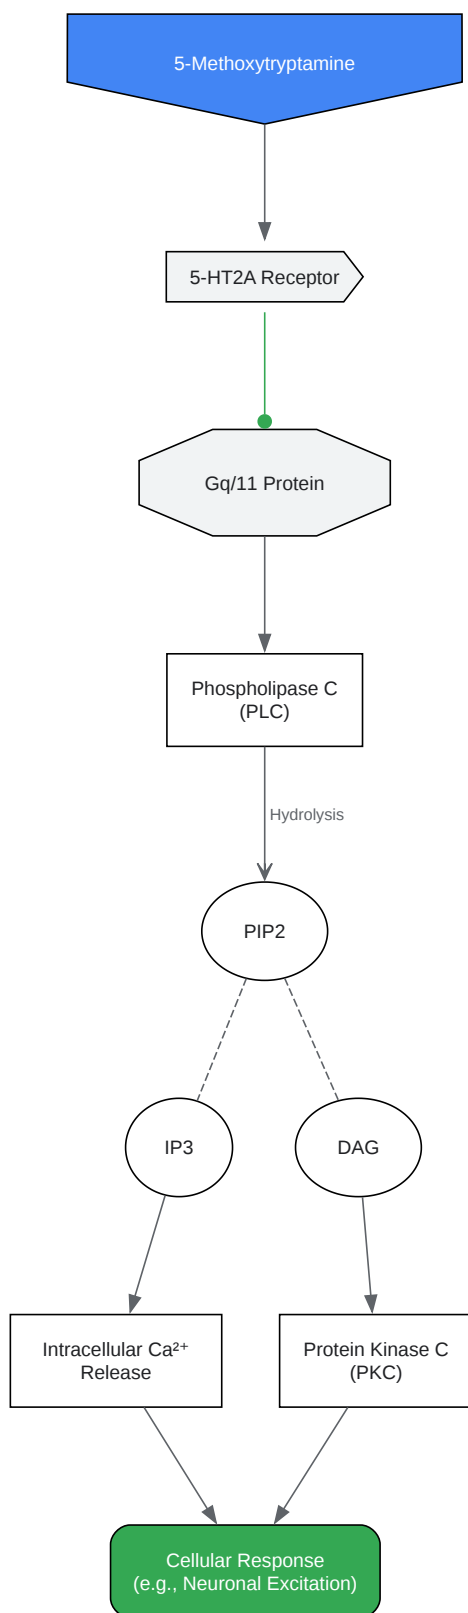 5-Methoxytryptamine
5-HT2A Receptor
Gq/11 Protein
Phospholipase C
(PLC)
Hydrolysis
PIP2
IP3
DAG
Intracellular Ca²⁺
Release
Protein Kinase C
(PKC)
Cellular Response
(e.g., Neuronal Excitation)